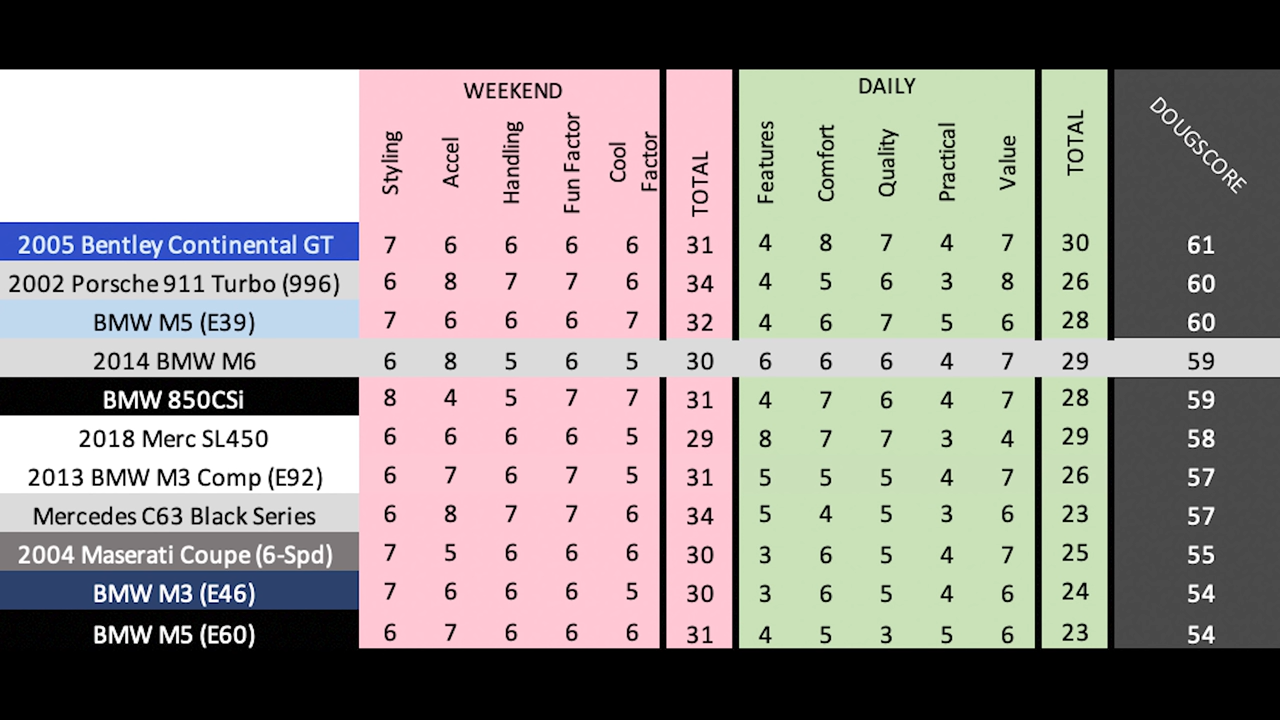 WEEKEND
DAILY
Styling Accel Handling Fun Factor Cool Factor TOTAL Features Comfort Quality Practical Value TOTAL DOUGSCORE
2005 Bentley Continental GT 7 6 6 6 6 31 4 8 7 4 7 30 61
2002 Porsche 911 Turbo (996) 6 8 7 7 6 34 4 5 6 3 8 26 60
BMW M5 (E39) 7 6 6 6 7 32 4 6 7 5 6 28 60
2014 BMW M6 6 8 5 6 5 30 6 6 6 4 7 29 59
BMW 850CSi 8 4 5 7 7 31 4 7 6 4 7 28 59
2018 Merc SL450 6 6 6 6 5 29 8 7 7 3 4 29 58
2013 BMW M3 Comp (E92) 6 7 6 7 5 31 5 5 5 4 7 26 57
Mercedes C63 Black Series 6 8 7 7 6 34 5 4 5 3 6 23 57
2004 Maserati Coupe (6-Spd) 7 5 6 6 6 30 3 6 5 4 7 25 55
BMW M3 (E46) 7 6 6 6 5 30 3 6 5 4 6 24 54
BMW M5 (E60) 6 7 6 6 6 31 4 5 3 5 6 23 54